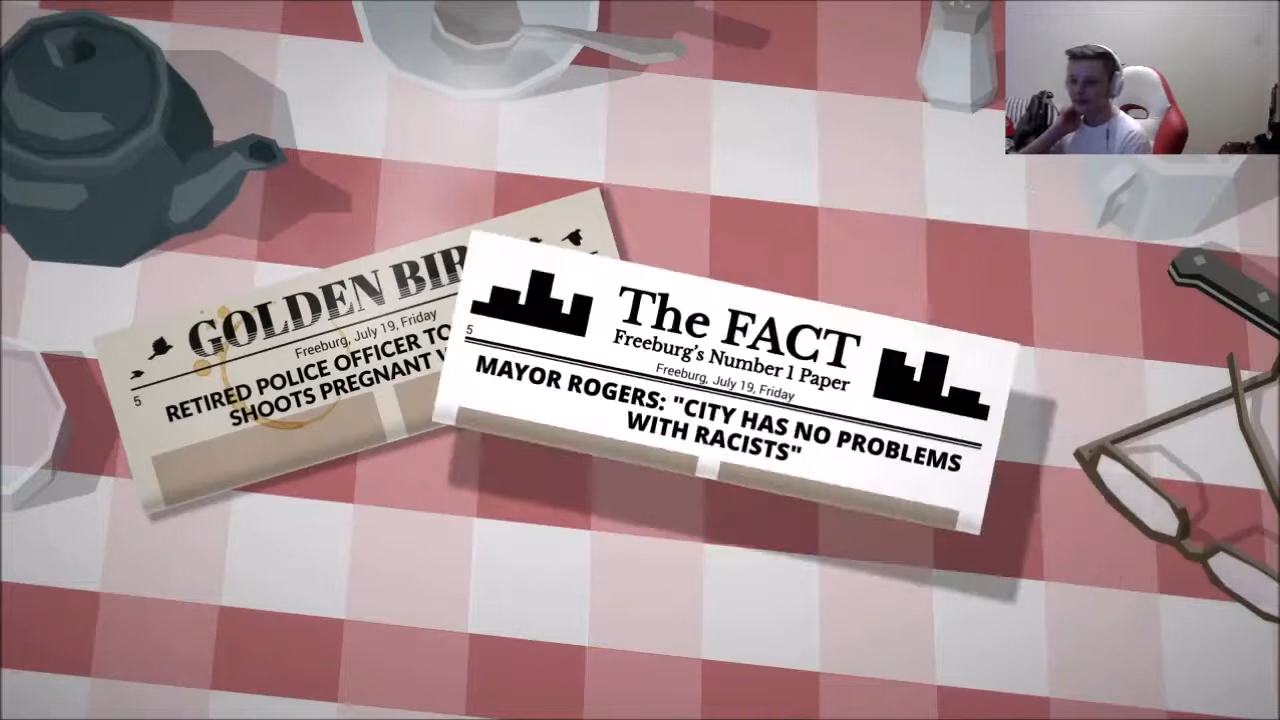 GOLDEN
Freeburg, July 19, Friday
5
RETIRED POLICE OFFICER TO
SHOOTS PREGNANT
The FACT
Freeburg's Number 1 Paper
5
Freeburg, July 19, Friday
MAYOR ROGERS: "CITY HAS NO PROBLEMS
WITH RACISTS"